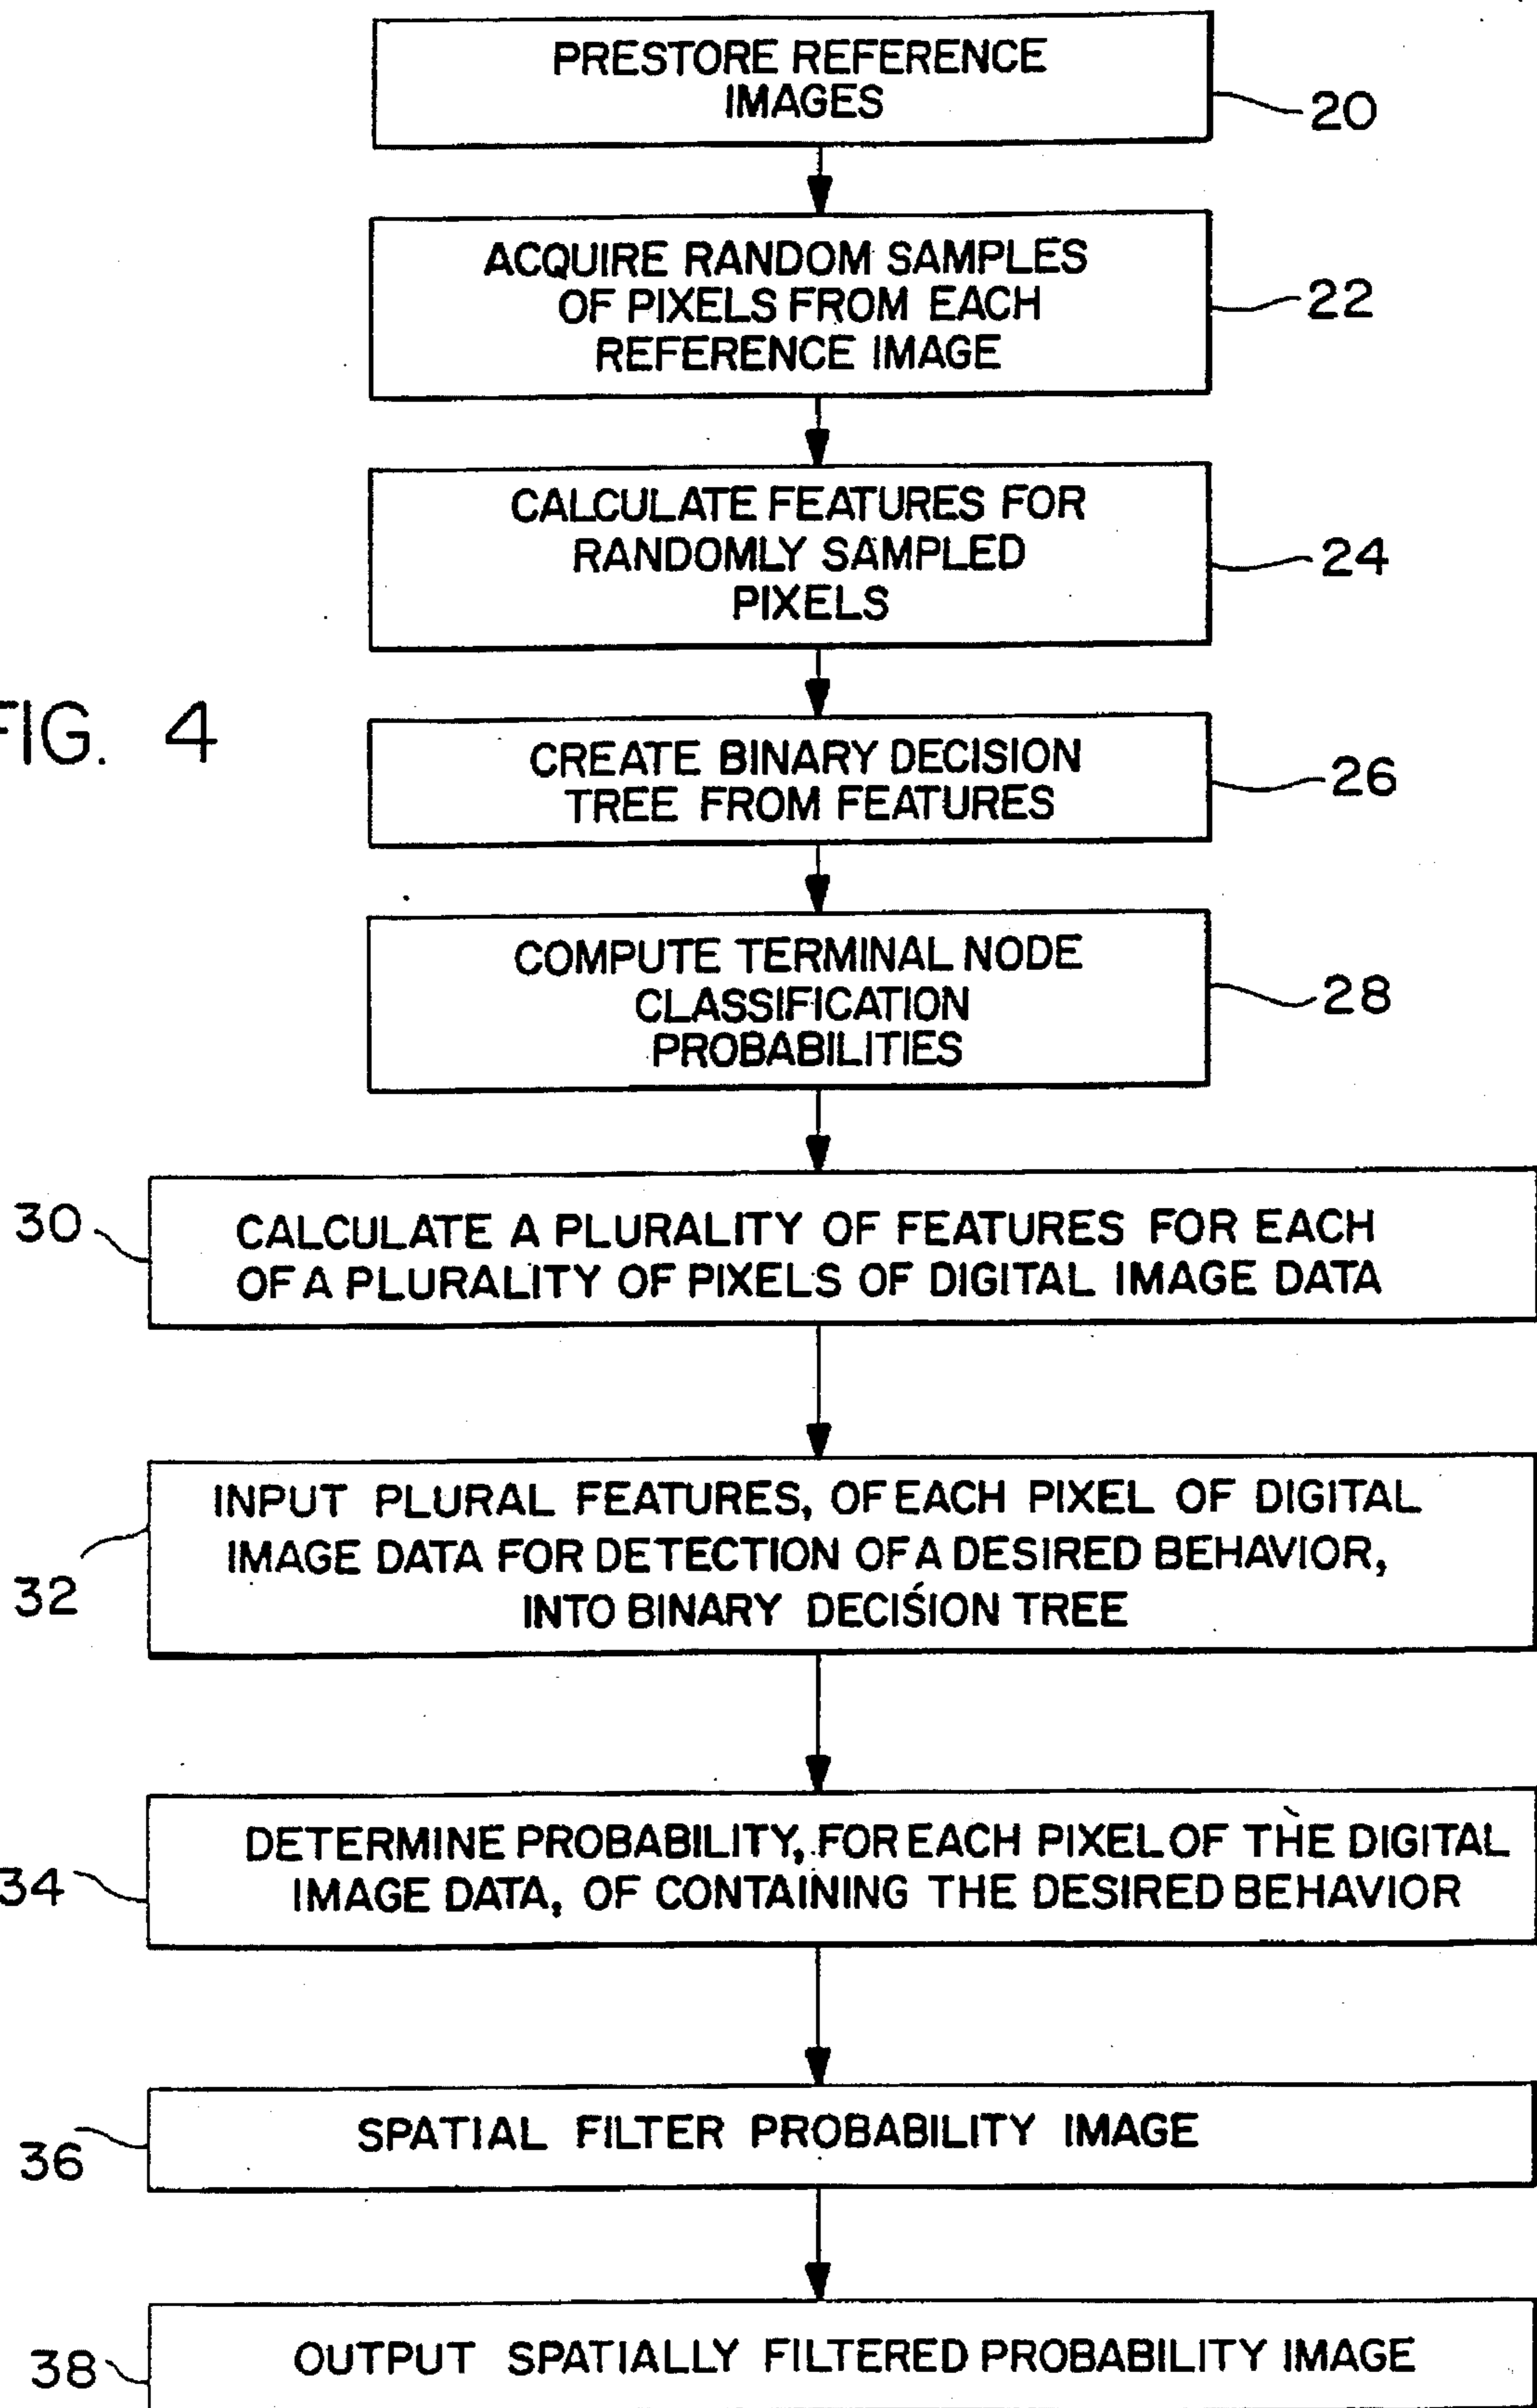 PRESTORE REFERENCE
IMAGES
20
ACQUIRE RANDOM SAMPLES
OF PIXELS FROM EACH
REFERENCE IMAGE
22
CALCULATE FEATURES FOR
RANDOMLY SAMPLED
PIXELS
24
FIG. 4
CREATE BINARY DECISION
TREE FROM FEATURES
26
COMPUTE TERMINAL NODE
CLASSIFICATION
PROBABILITIES
28
30
CALCULATE A PLURALITY OF FEATURES FOR EACH
OF A PLURALITY OF PIXELS OF DIGITAL IMAGE DATA
32
INPUT PLURAL FEATURES, OF EACH PIXEL OF DIGITAL
IMAGE DATA FOR DETECTION OF A DESIRED BEHAVIOR,
INTO BINARY DECISION TREE
34
DETERMINE PROBABILITY, FOR EACH PIXEL OF THE DIGITAL
IMAGE DATA, OF CONTAINING THE DESIRED BEHAVIOR
36
SPATIAL FILTER PROBABILITY IMAGE
38
OUTPUT SPATIALLY FILTERED PROBABILITY IMAGE